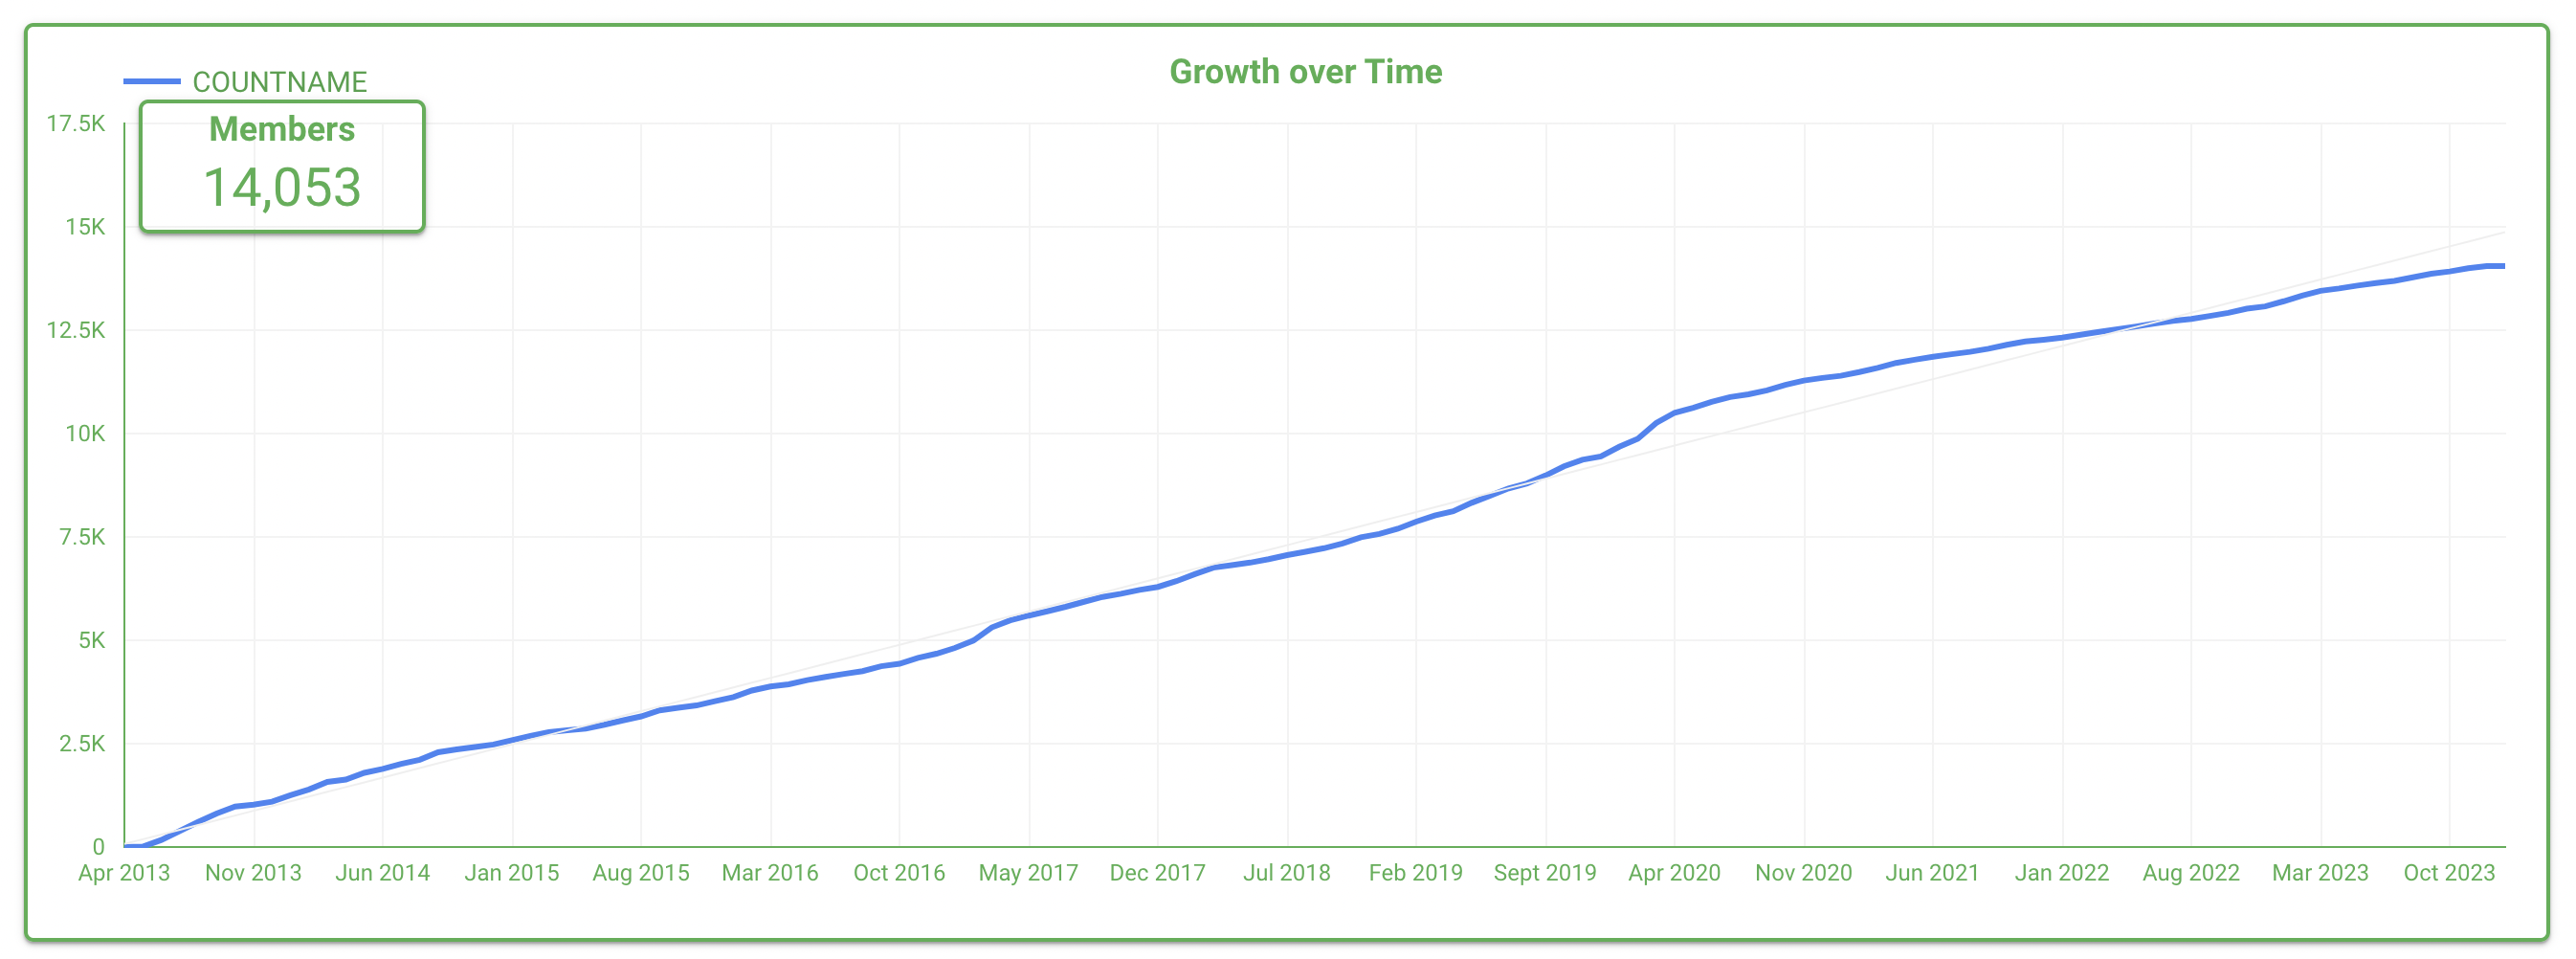 Growth over Time
COUNTNAME
Members
14,053
17.5K
15K
12.5K
10K
7.5K
5K
2.5K
0
Apr 2013 Nov 2013 Jun 2014 Jan 2015 Aug 2015 Mar 2016 Oct 2016 May 2017 Dec 2017 Jul 2018 Feb 2019 Sept 2019 Apr 2020 Nov 2020 Jun 2021 Jan 2022 Aug 2022 Mar 2023 Oct 2023